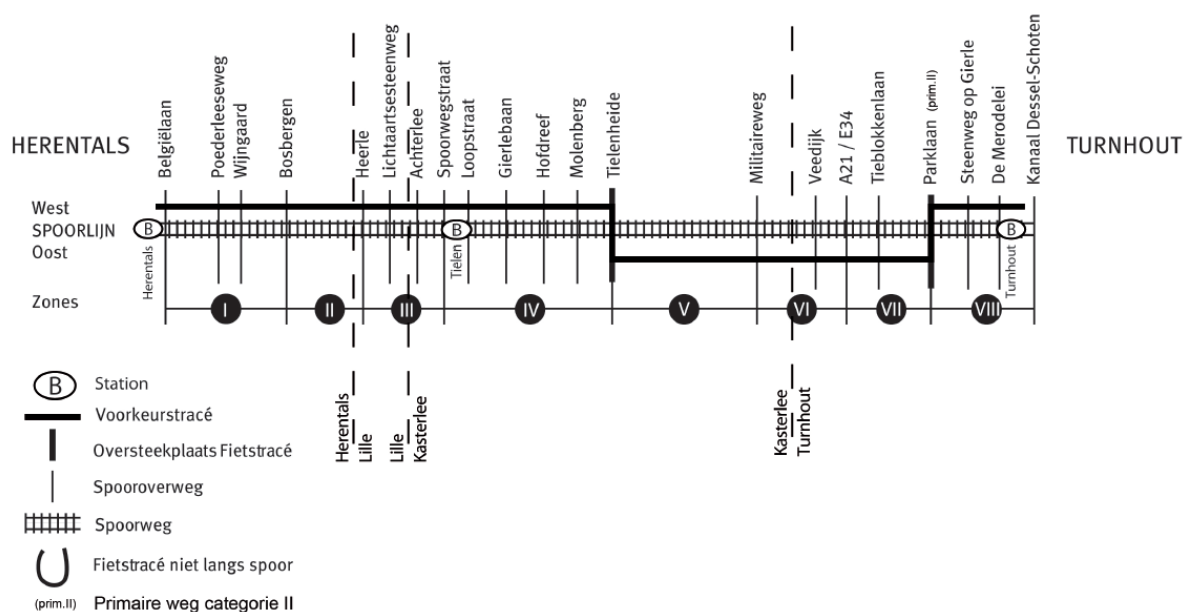 HERENTALS
TURNHOUT
Belgiëlaan
Poederleeseweg
Wijngaard
Bosbergen
Heerle
Lichtaartsesteenweg
Achterlee
Spoorwegstraat
Loopstraat
Gierlebaan
Hofdreef
Molenberg
Tielenheide
Militaireweg
Veedijk
A21 / E34
Tieblokkenlaan
Parklaan (prim.II)
Steenweg op Gierle
De Merodelei
Kanaal Dessel-Schoten
West
SPOORLIJN
Oost
B
Herentals
B
Tielen
B
Turnhout
Zones
I
II
III
IV
V
VI
VII
VIII
Herentals
Lille
Lille
Kasterlee
Kasterlee
Turnhout
B Station
Voorkeurstracé
Oversteekplaats Fietstracé
Spooroverweg
Spoorweg
Fietstracé niet langs spoor
(prim.II) Primaire weg categorie II